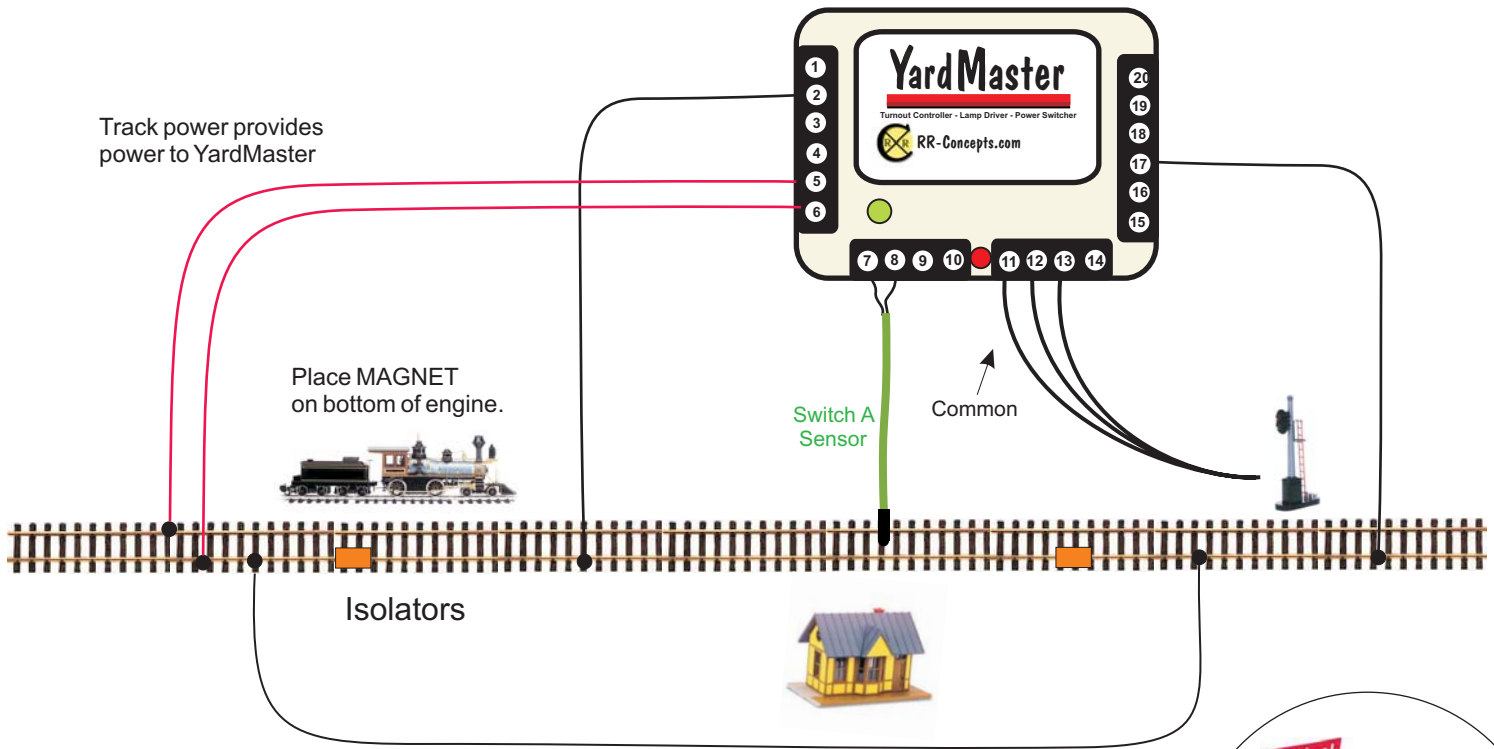 YardMaster
Turnout Controller - Lamp Driver - Power Switcher
R R
RR-Concepts.com
1
2
3
4
5
6
7
8
9
10
11
12
13
14
20
19
18
17
16
15
Track power provides
power to YardMaster
Place MAGNET
on bottom of engine.
Switch A
Sensor
Common
Isolators